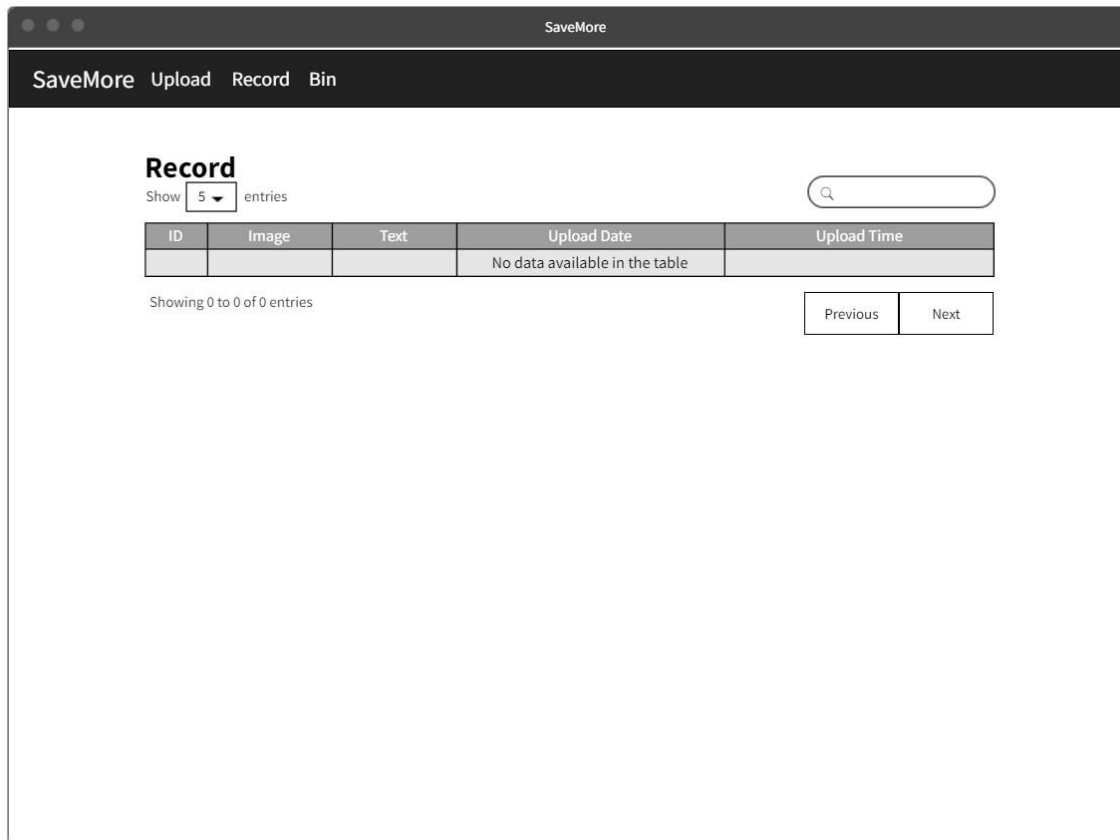 SaveMore
SaveMore Upload Record Bin
Record
Show 5 entries
ID Image Text Upload Date Upload Time
No data available in the table
Showing 0 to 0 of 0 entries
Previous Next